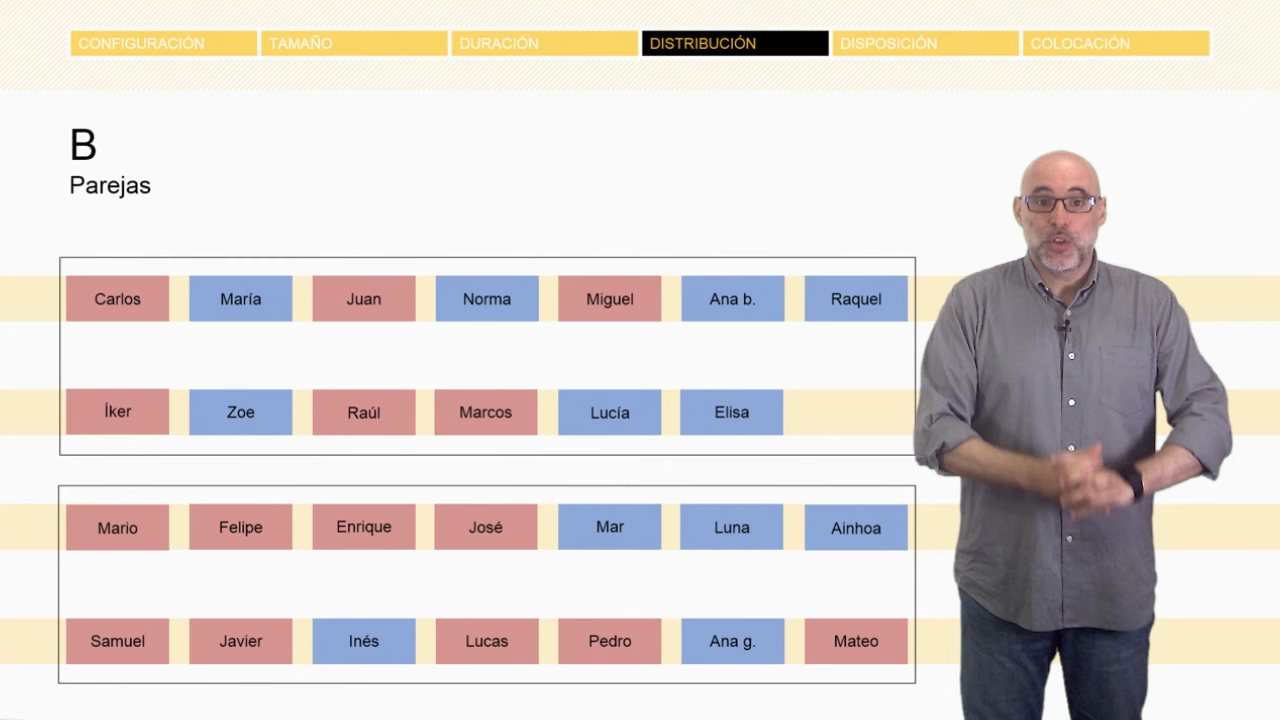 CONFIGURACIÓN TAMAÑO DURACIÓN DISTRIBUCIÓN DISPOSICIÓN COLOCACIÓN
B
Parejas
Carlos María Juan Norma Miguel Ana b. Raquel
Íker Zoe Raúl Marcos Lucía Elisa
Mario Felipe Enrique José Mar Luna Ainhoa
Samuel Javier Inés Lucas Pedro Ana g. Mateo